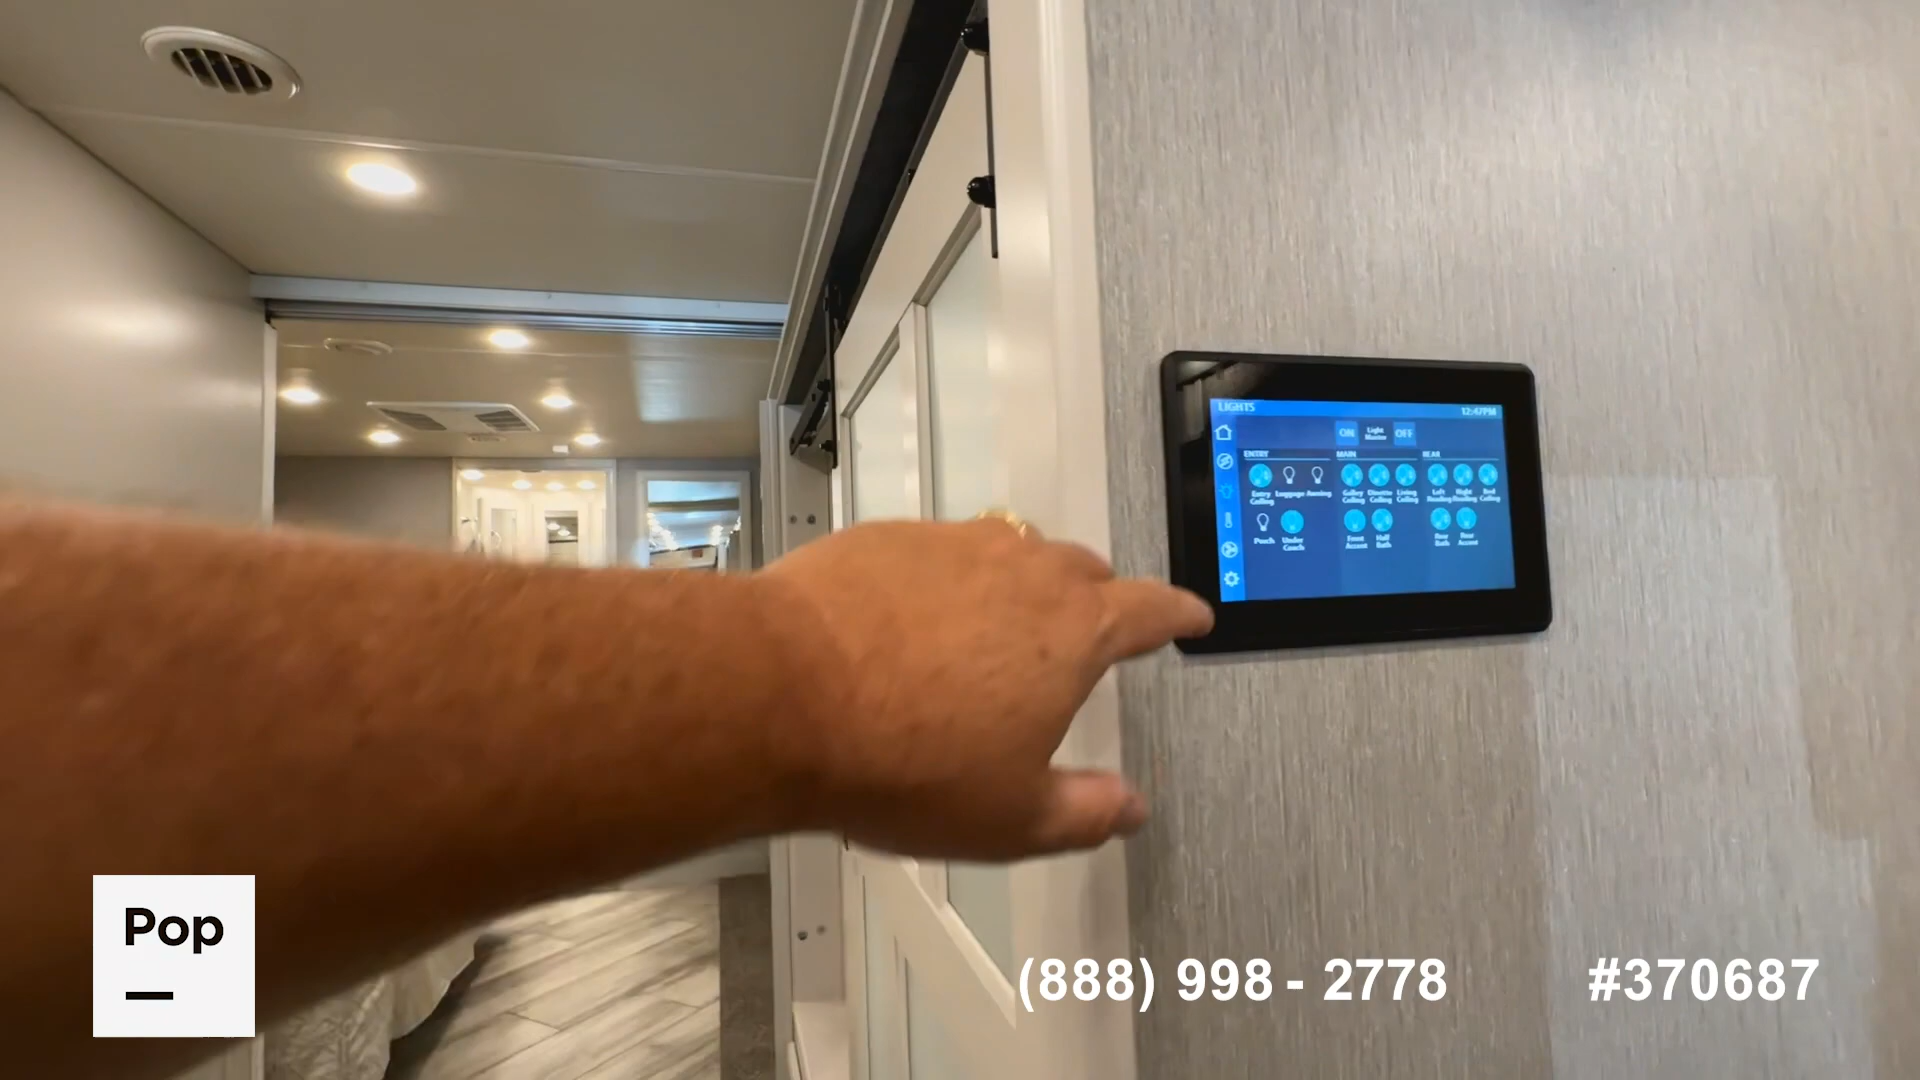 LIGHTS 12:47PM
ON Light Master OFF
ENTRY MAIN REAR
Entry Ceiling Luggage Awning Galley Ceiling Dinette Ceiling Living Ceiling Left Reading Right Reading Bed Ceiling
Porch Under Couch Front Accent Half Bath Rear Bath Rear Accent
Pop
(888) 998 - 2778 #370687